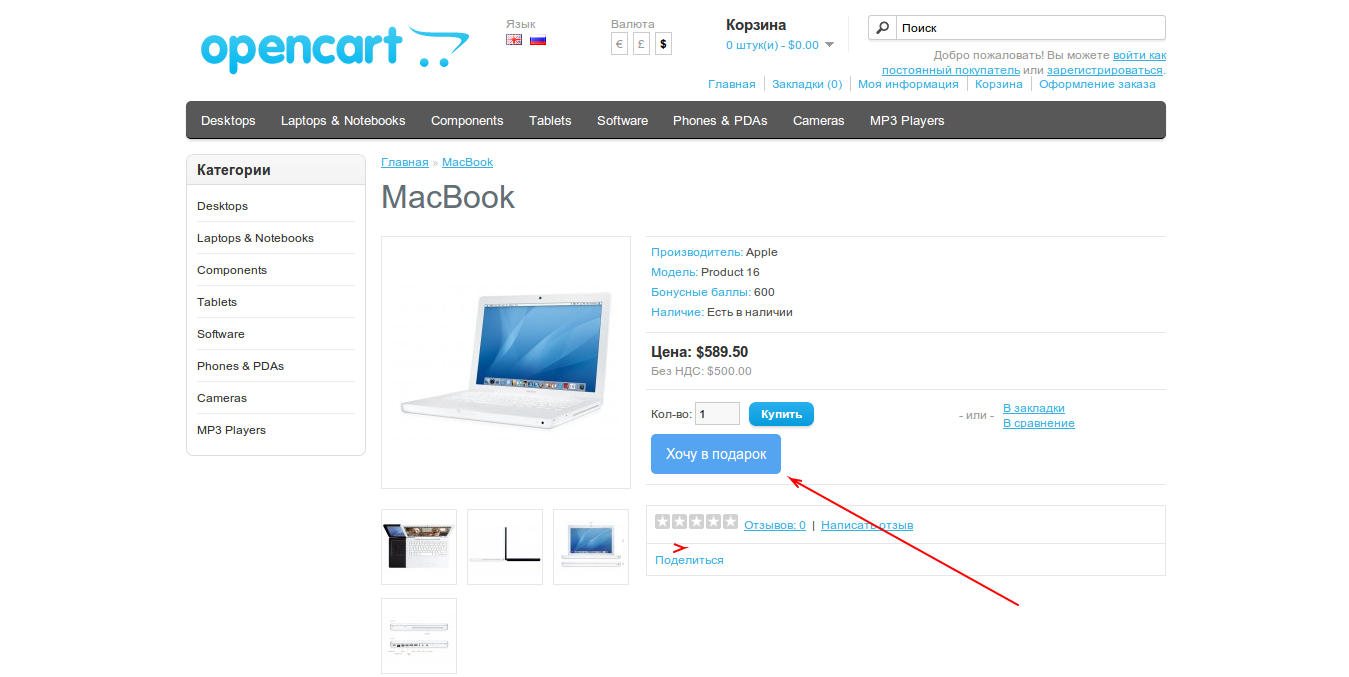 opencart
Язык
Валюта
€ £ $
Корзина
0 штук(и) - $0.00
Поиск
Добро пожаловать! Вы можете войти как
постоянный покупатель или зарегистрироваться.
Главная Закладки (0) Моя информация Корзина Оформление заказа
Desktops Laptops & Notebooks Components Tablets Software Phones & PDAs Cameras MP3 Players
Категории
Desktops
Laptops & Notebooks
Components
Tablets
Software
Phones & PDAs
Cameras
MP3 Players
Главная » MacBook
MacBook
Производитель: Apple
Модель: Product 16
Бонусные баллы: 600
Наличие: Есть в наличии
Цена: $589.50
Без НДС: $500.00
Кол-во: 1 Купить - или - В закладки
В сравнение
Хочу в подарок
Отзывов: 0 | Написать отзыв
Поделиться